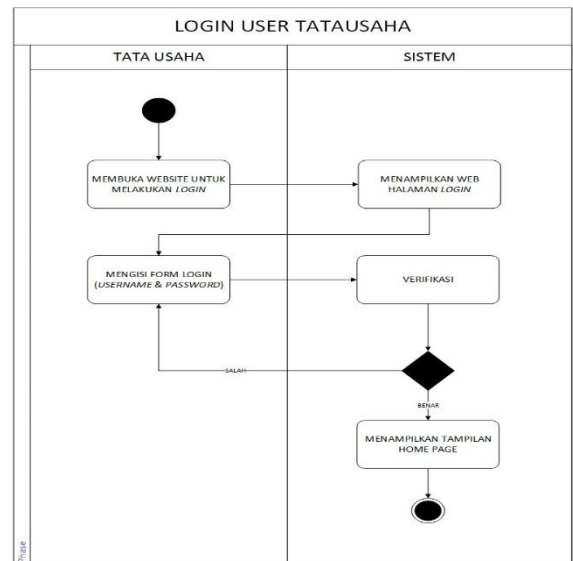 LOGIN USER TATAUSAHA
TATA USAHA
SISTEM
MEMBUKA WEBSITE UNTUK
MELAKUKAN LOGIN
MENAMPILKAN WEB
HALAMAN LOGIN
MENGISI FORM LOGIN
(USERNAME & PASSWORD)
VERIFIKASI
SALAH
BENAR
MENAMPILKAN TAMPILAN
HOME PAGE
Phase